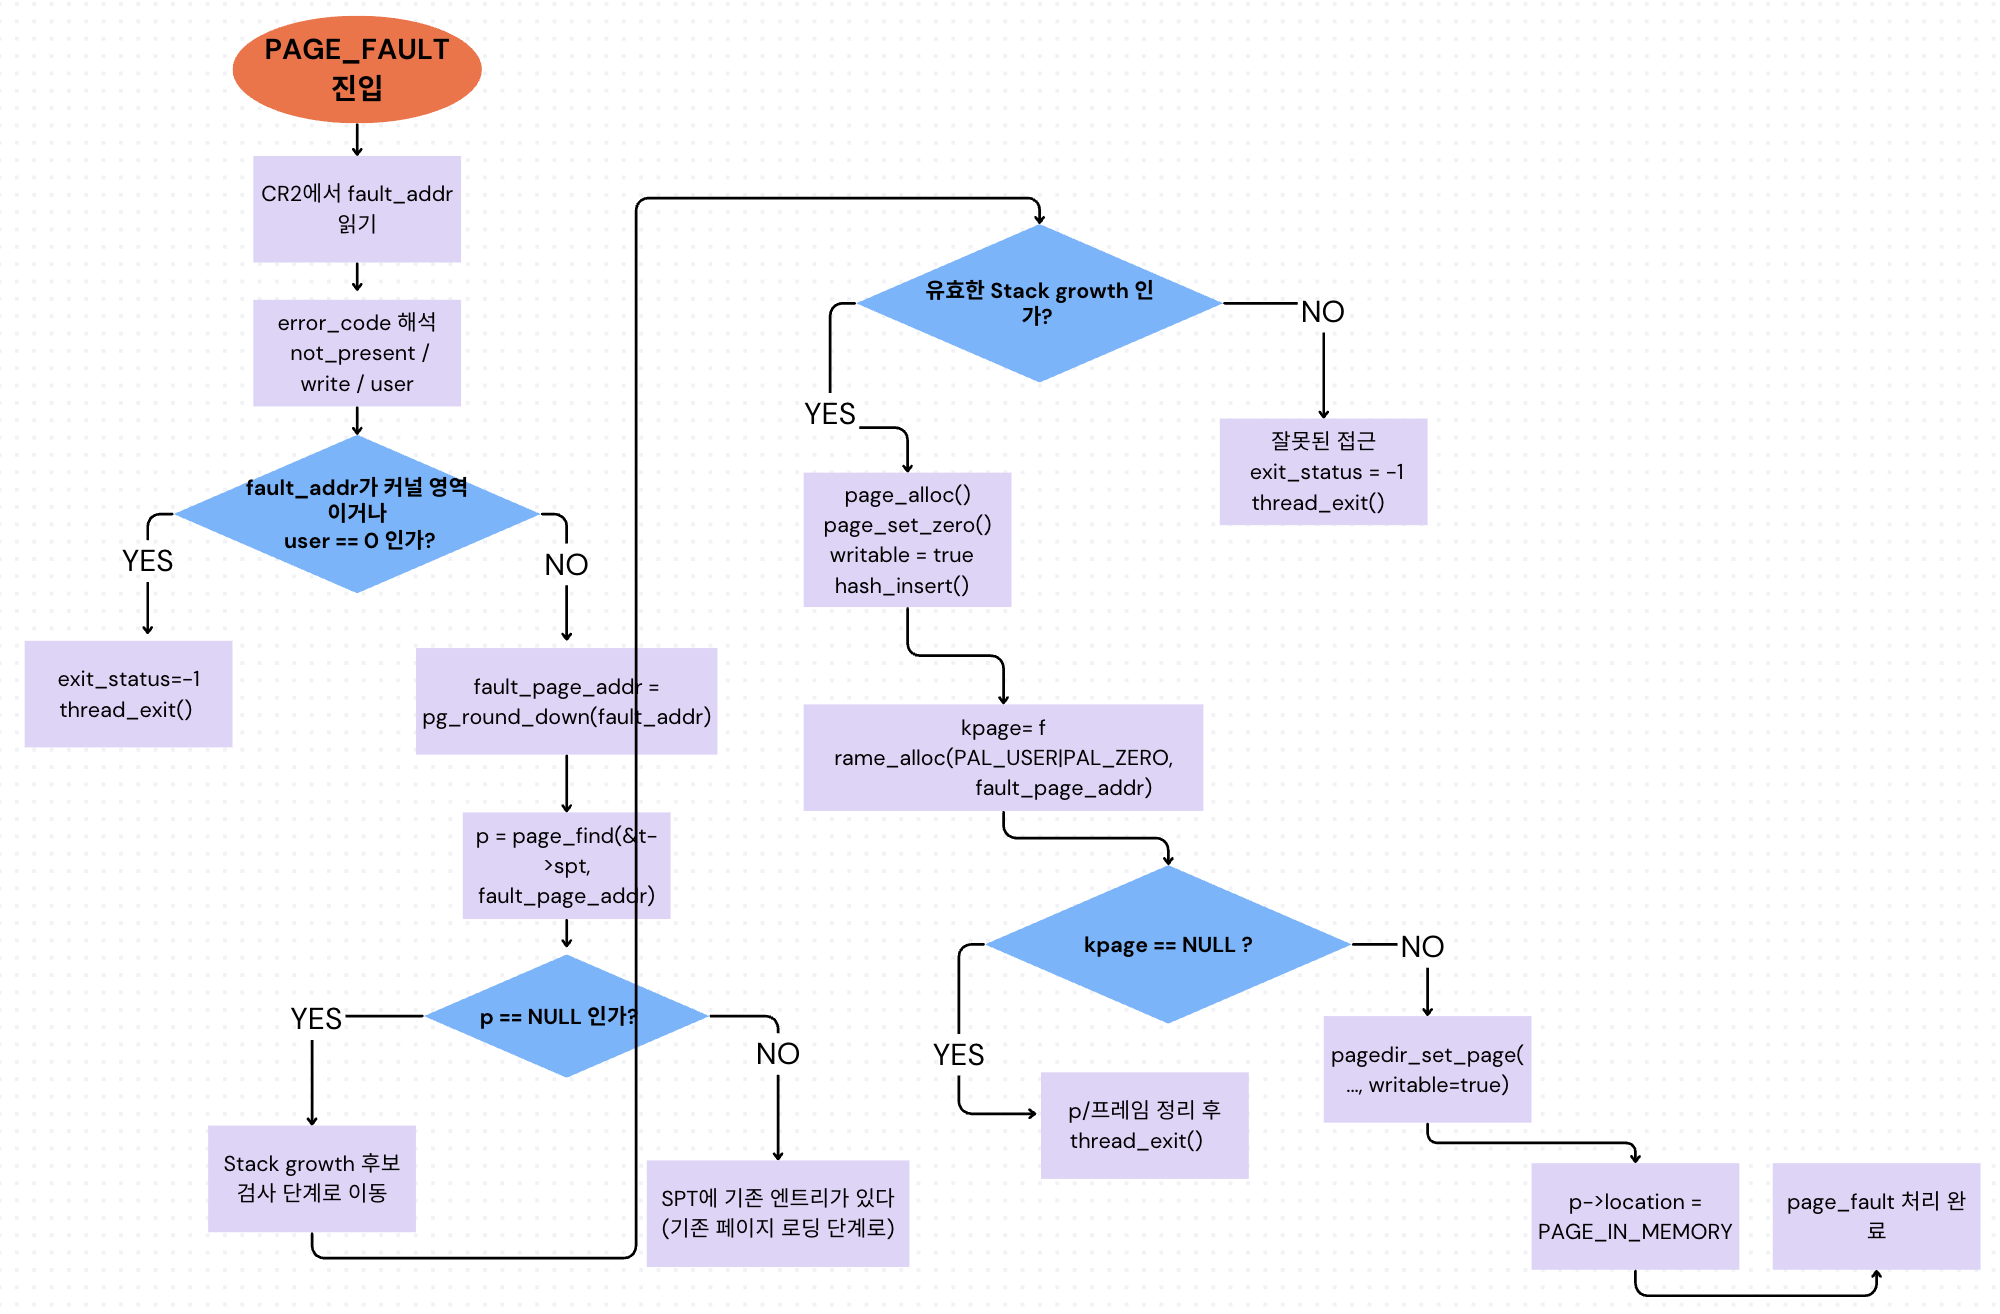 PAGE_FAULT
진입
CR2에서 fault_addr
읽기
error_code 해석
not_present /
write / user
fault_addr가 커널 영역
이거나
user == 0 인가?
YES
NO
exit_status=-1
thread_exit()
fault_page_addr =
pg_round_down(fault_addr)
p = page_find(&t-
>spt,
fault_page_addr)
p == NULL 인가?
YES
NO
Stack growth 후보
검사 단계로 이동
SPT에 기존 엔트리가 있다
(기존 페이지 로딩 단계로)
유효한 Stack growth 인
가?
YES
NO
잘못된 접근
exit_status = -1
thread_exit()
page_alloc()
page_set_zero()
writable = true
hash_insert()
kpage= f
rame_alloc(PAL_USER|PAL_ZERO,
fault_page_addr)
kpage == NULL ?
YES
NO
p/프레임 정리 후
thread_exit()
pagedir_set_page(
..., writable=true)
p->location =
PAGE_IN_MEMORY
page_fault 처리 완
료